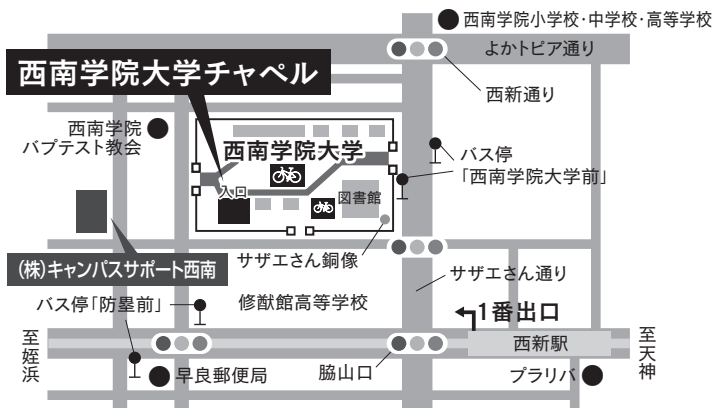 西南学院小学校・中学校・高等学校
よかトピア通り
西南学院大学チャペル
西新通り
西南学院
バプテスト教会
西南学院大学
バス停
「西南学院大学前」
入口
図書館
サザエさん銅像
(株)キャンパスサポート西南
サザエさん通り
バス停「防塁前」
修猷館高等学校
1番出口
至姪浜
西新駅
至天神
早良郵便局
脇山口
プラリバ